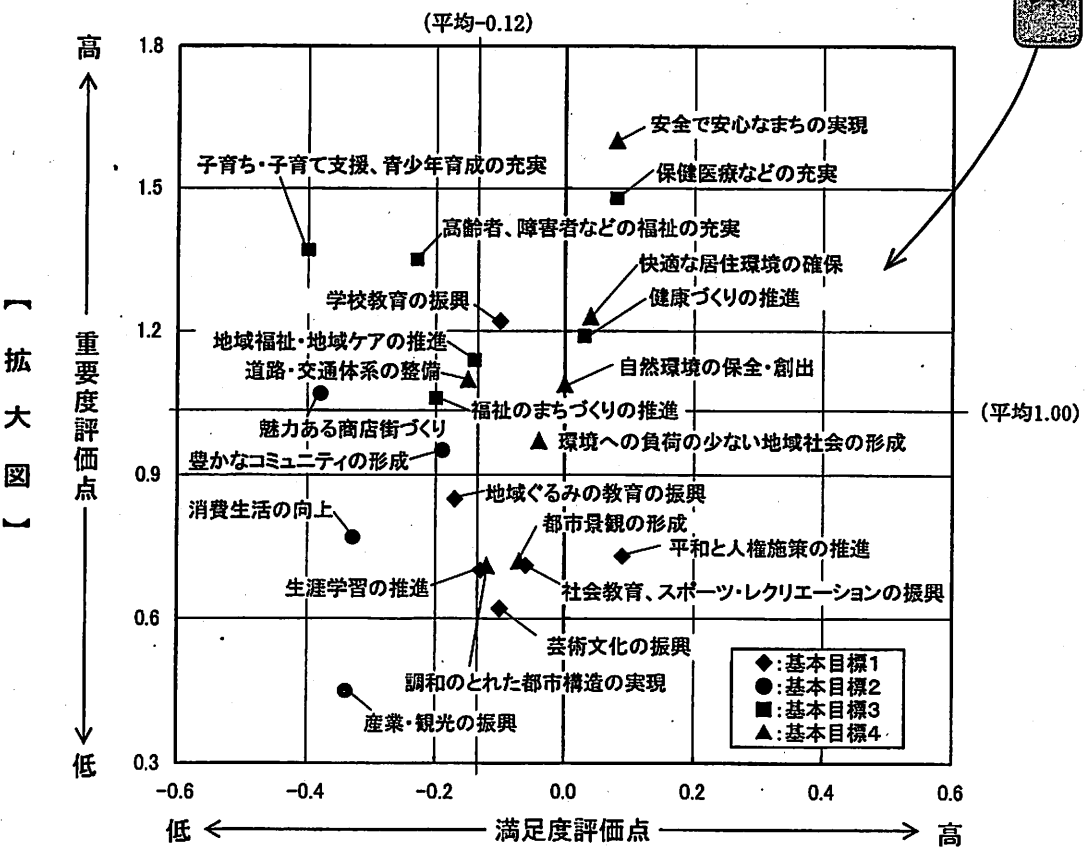 (平均-0.12)
高
1.8
安全で安心なまちの実現
子育ち・子育て支援、青少年育成の充実
保健医療などの充実
1.5
高齢者、障害者などの福祉の充実
快適な居住環境の確保
学校教育の振興
健康づくりの推進
【拡大図】
重要度評価点
1.2
地域福祉・地域ケアの推進
道路・交通体系の整備
自然環境の保全・創出
福祉のまちづくりの推進
(平均1.00)
魅力ある商店街づくり
環境への負荷の少ない地域社会の形成
豊かなコミュニティの形成
0.9
地域ぐるみの教育の振興
消費生活の向上
都市景観の形成
平和と人権施策の推進
生涯学習の推進
社会教育、スポーツ・レクリエーションの振興
0.6
芸術文化の振興
調和のとれた都市構造の実現
産業・観光の振興
◆:基本目標1
●:基本目標2
■:基本目標3
▲:基本目標4
低
0.3
-0.6 -0.4 -0.2 0.0 0.2 0.4 0.6
低 満足度評価点 高